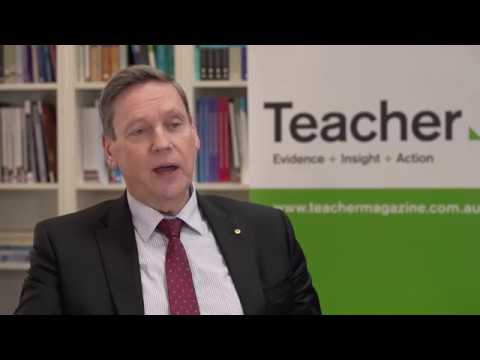 Teacher
Evidence + Insight + Action
www.teachermagazine.com.au